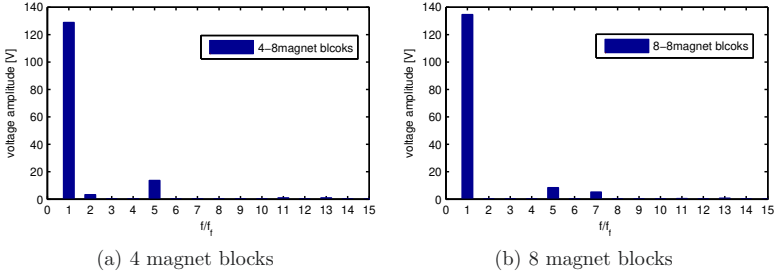 140
120
100
80
60
40
20
0
voltage amplitude [V]
4−8magnet blcoks
0 1 2 3 4 5 6 7 8 9 10 11 12 13 14 15
f/f_f
(a) 4 magnet blocks
140
120
100
80
60
40
20
0
voltage amplitude [V]
8−8magnet blcoks
0 1 2 3 4 5 6 7 8 9 10 11 12 13 14 15
f/f_f
(b) 8 magnet blocks